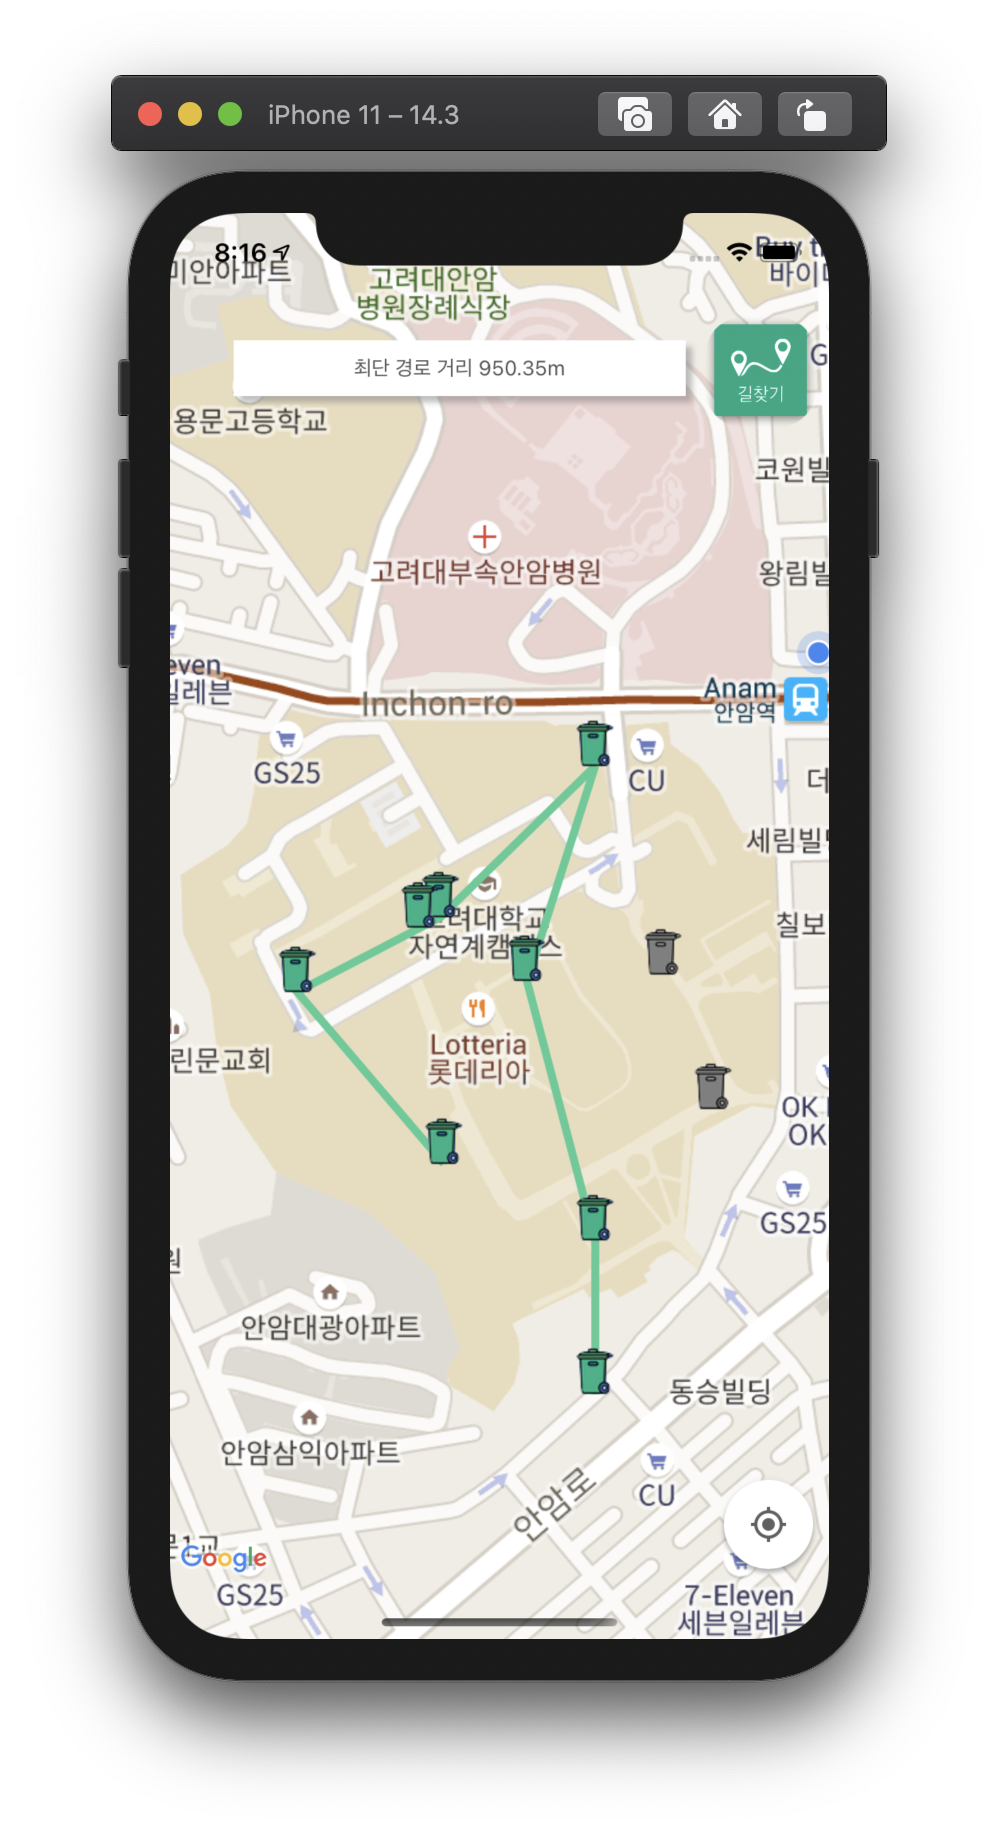 iPhone 11 – 14.3
8:16
미안아파트
고려대안암
병원장례식장
바이
최단 경로 거리 950.35m
길찾기
G
용문고등학교
코원빌
고려대부속안암병원
왕림빌
even
일레븐
Inchon-ro
Anam
안암역
GS25
CU
더
세림빌
고려대학교
자연계캠퍼스
칠보
Lotteria
롯데리아
린문교회
OK
OK
GS25
원
안암대광아파트
동승빌딩
안암삼익아파트
CU
안암로
Google
GS25
7-Eleven
세븐일레븐